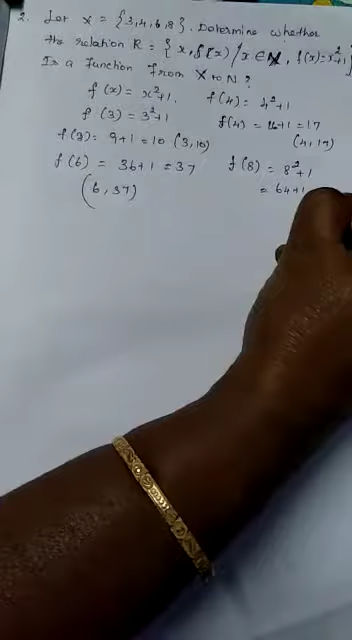 2. Let X = {3,4,6,8}. Determine whether
the relation R = {x, f(x) / x ∈ X, f(x) = x²+1}
Is a function from X to N?
f(x) = x²+1. f(4) = 4²+1
f(3) = 3²+1 f(4) = 16+1 = 17
f(3) = 9+1 = 10 (3,10) (4,17)
f(6) = 36+1 = 37 f(8) = 8²+1
(6,37) = 64+1